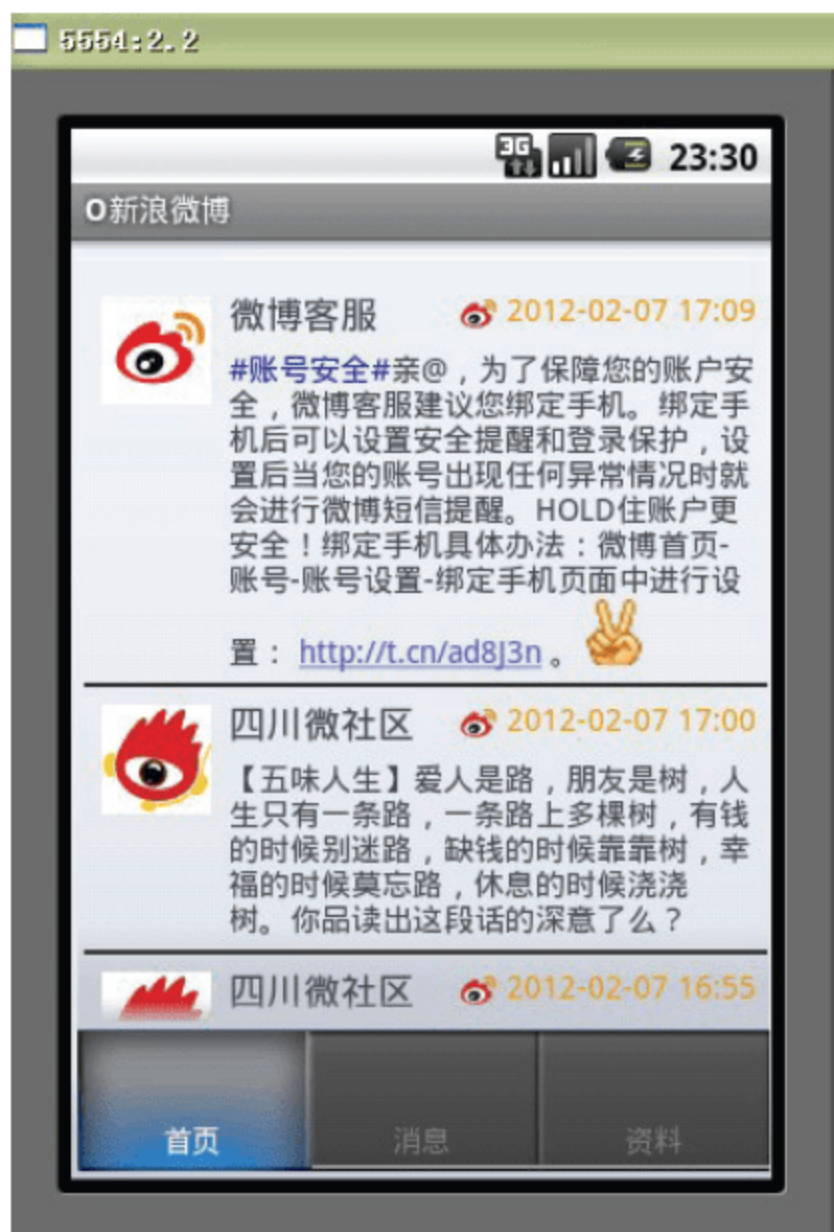 5554:2.2
3G 23:30
O新浪微博
微博客服 2012-02-07 17:09
#账号安全#亲@，为了保障您的账户安
全，微博客服建议您绑定手机。绑定手
机后可以设置安全提醒和登录保护，设
置后当您的账号出现任何异常情况时就
会进行微博短信提醒。HOLD住账户更
安全！绑定手机具体办法：微博首页-
账号-账号设置-绑定手机页面中进行设
置：http://t.cn/ad8J3n 。
四川微社区 2012-02-07 17:00
【五味人生】爱人是路，朋友是树，人
生只有一条路，一条路上多棵树，有钱
的时候别迷路，缺钱的时候靠靠树，幸
福的时候莫忘路，休息的时候浇浇
树。你品读出这段话的深意了么？
四川微社区 2012-02-07 16:55
首页 消息 资料